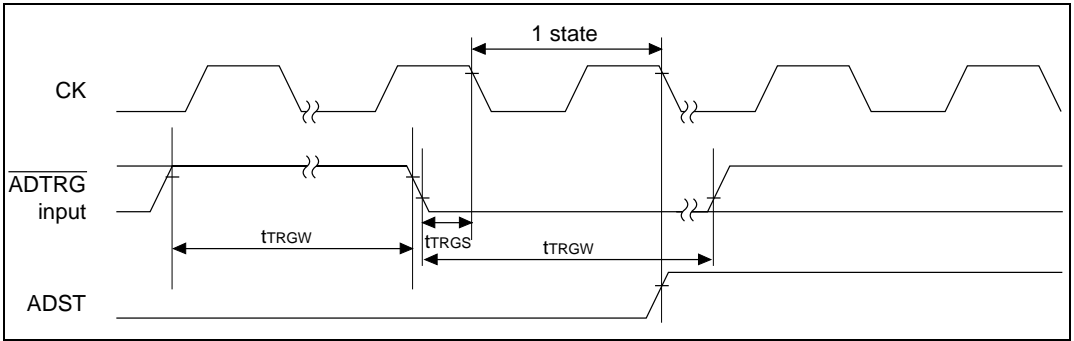 1 state
CK
ADTRG
input
tTRGW
tTRGS
tTRGW
ADST